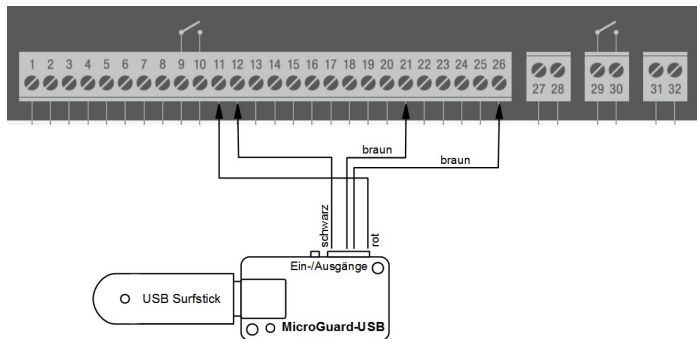 1 2 3 4 5 6 7 8 9 10 11 12 13 14 15 16 17 18 19 20 21 22 23 24 25 26
27 28
29 30
31 32
braun
braun
schwarz
rot
Ein-/Ausgänge
USB Surfstick
MicroGuard-USB